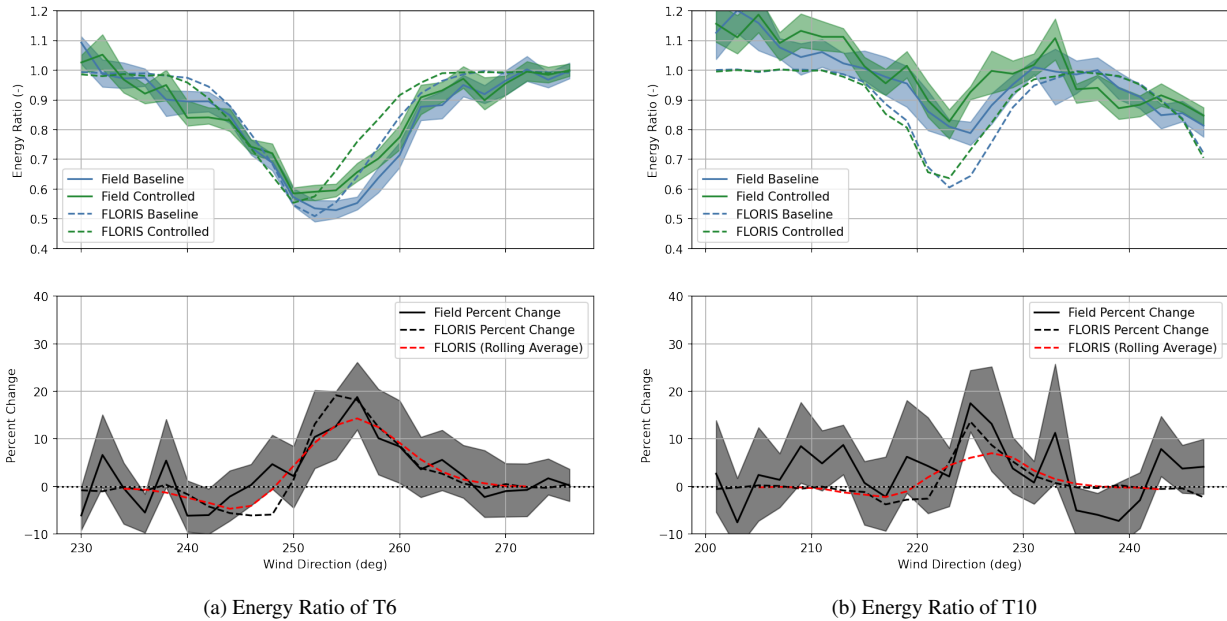 1.2
1.1
1.0
0.9
0.8
0.7
0.6
0.5
0.4
Energy Ratio (-)
Field Baseline
Field Controlled
FLORIS Baseline
FLORIS Controlled
40
30
20
10
0
−10
Percent Change
Field Percent Change
FLORIS Percent Change
FLORIS (Rolling Average)
230 240 250 260 270
Wind Direction (deg)
(a) Energy Ratio of T6
1.2
1.1
1.0
0.9
0.8
0.7
0.6
0.5
0.4
Energy Ratio (-)
Field Baseline
Field Controlled
FLORIS Baseline
FLORIS Controlled
40
30
20
10
0
−10
Percent Change
Field Percent Change
FLORIS Percent Change
FLORIS (Rolling Average)
200 210 220 230 240
Wind Direction (deg)
(b) Energy Ratio of T10